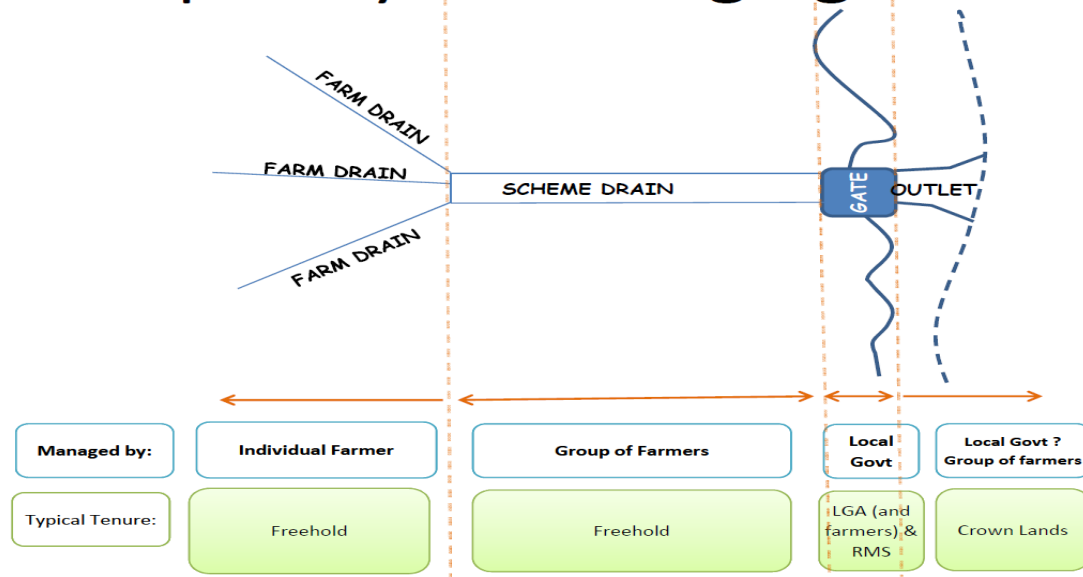 FARM DRAIN
FARM DRAIN
SCHEME DRAIN
GATE
OUTLET
FARM DRAIN
Managed by:
Individual Farmer
Group of Farmers
Local
Govt
Local Govt ?
Group of farmers
Typical Tenure:
Freehold
Freehold
LGA (and
farmers) &
RMS
Crown Lands